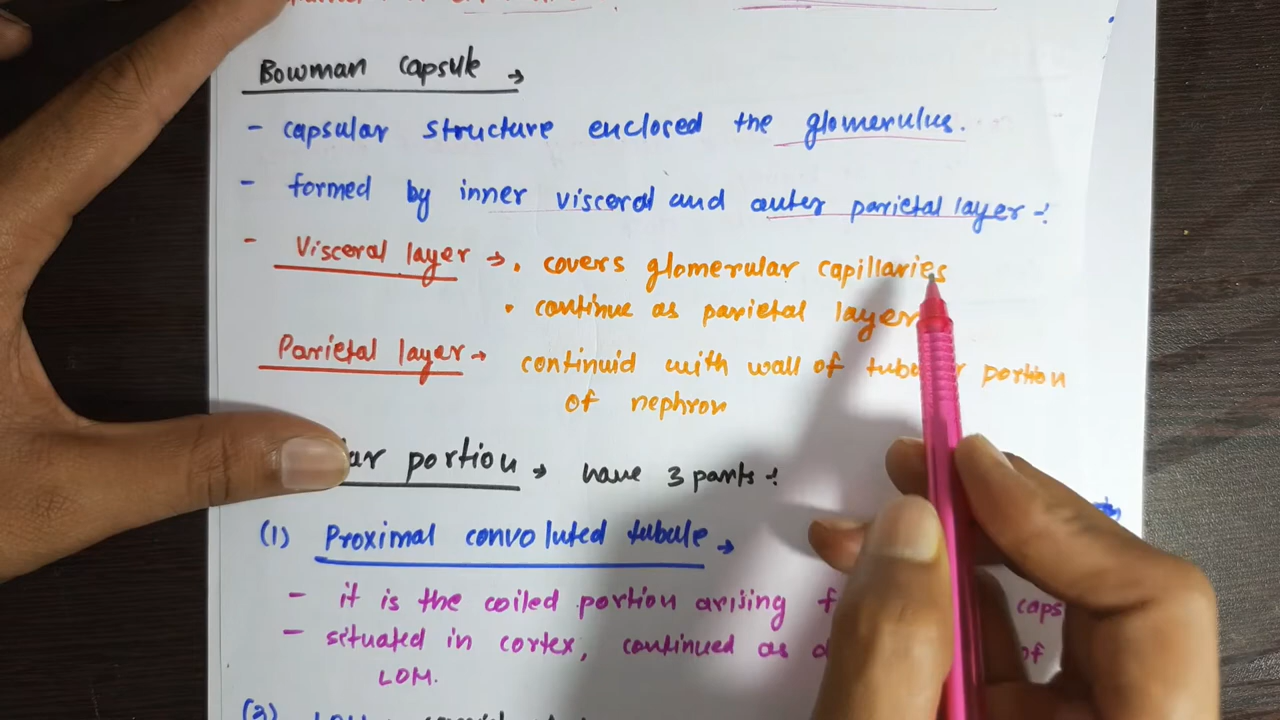 Bowman capsule →
- capsular structure enclosed the glomerulus.
- formed by inner visceral and outer parietal layer -:
- Visceral layer → • covers glomerular capillaries
• continue as parietal layer
Parietal layer → continuid with wall of portion
of nephron
portion → have 3 parts -:
(1) Proximal convoluted tubule →
- it is the coiled portion arising caps
- situated in cortex, continued as of
LOM.
(2)